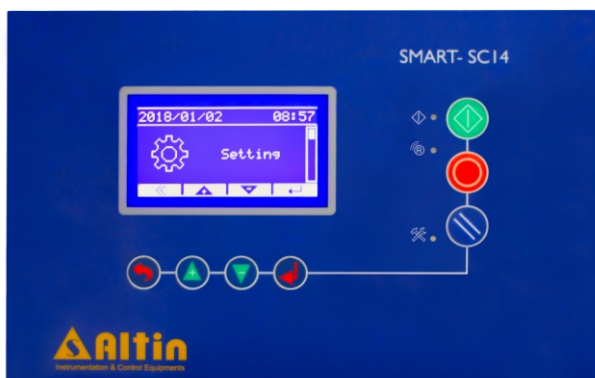 SMART-SC14
2018/01/02 08:57
Setting
Altin
Instrumentation & Control Equipments